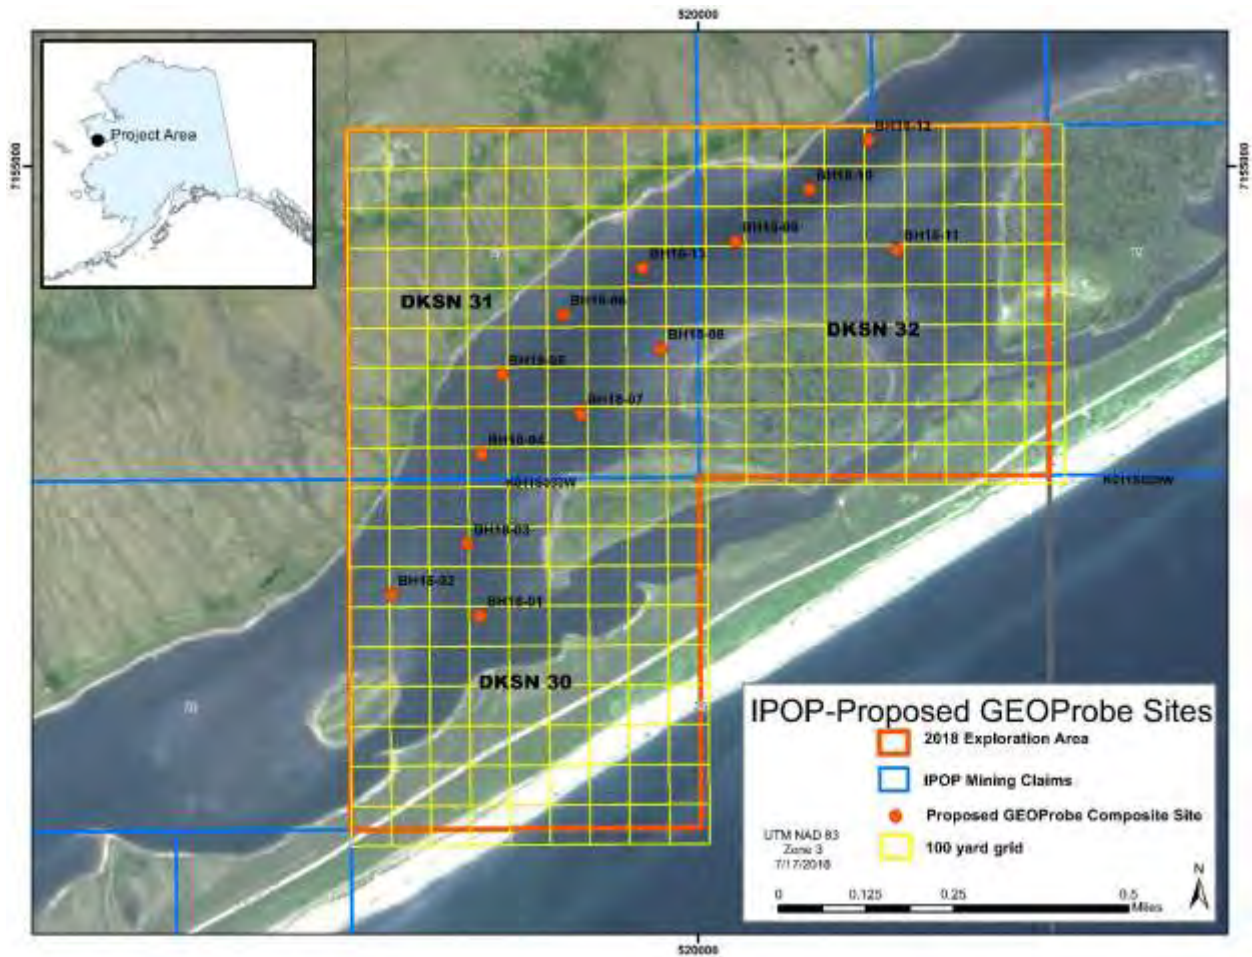 520000
Project Area
7155000
7155000
BH18-12
BH18-10
BH18-09
BH18-11
BH18-13
DKSN 31
BH18-06
DKSN 32
BH18-08
BH18-05
BH18-07
BH18-04
BH18-03
BH18-02
BH18-01
DKSN 30
IPOP-Proposed GEOProbe Sites
2018 Exploration Area
IPOP Mining Claims
Proposed GEOProbe Composite Site
100 yard grid
UTM NAD 83
Zone 3
7/17/2018
N
0 0.125 0.25 0.5
Miles
520000